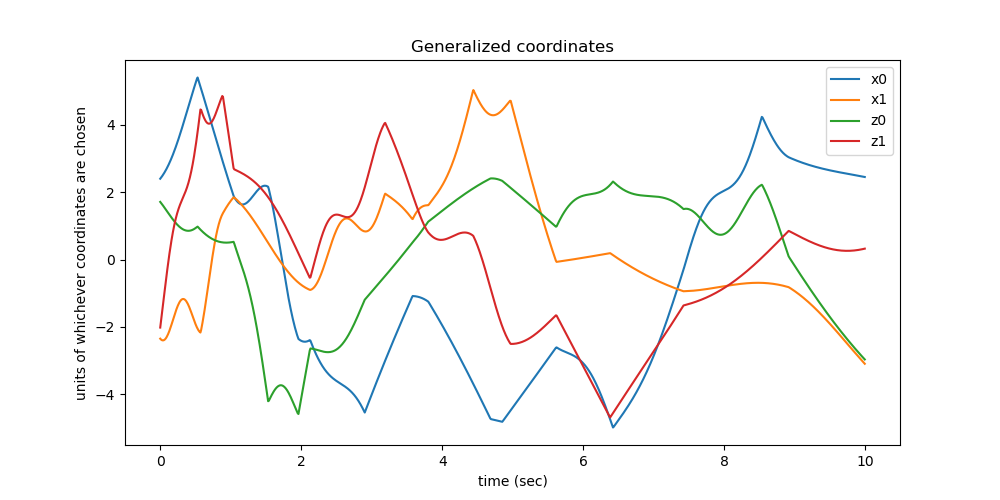 Generalized coordinates
units of whichever coordinates are chosen
4
2
0
−2
−4
0 2 4 6 8 10
time (sec)
x0
x1
z0
z1